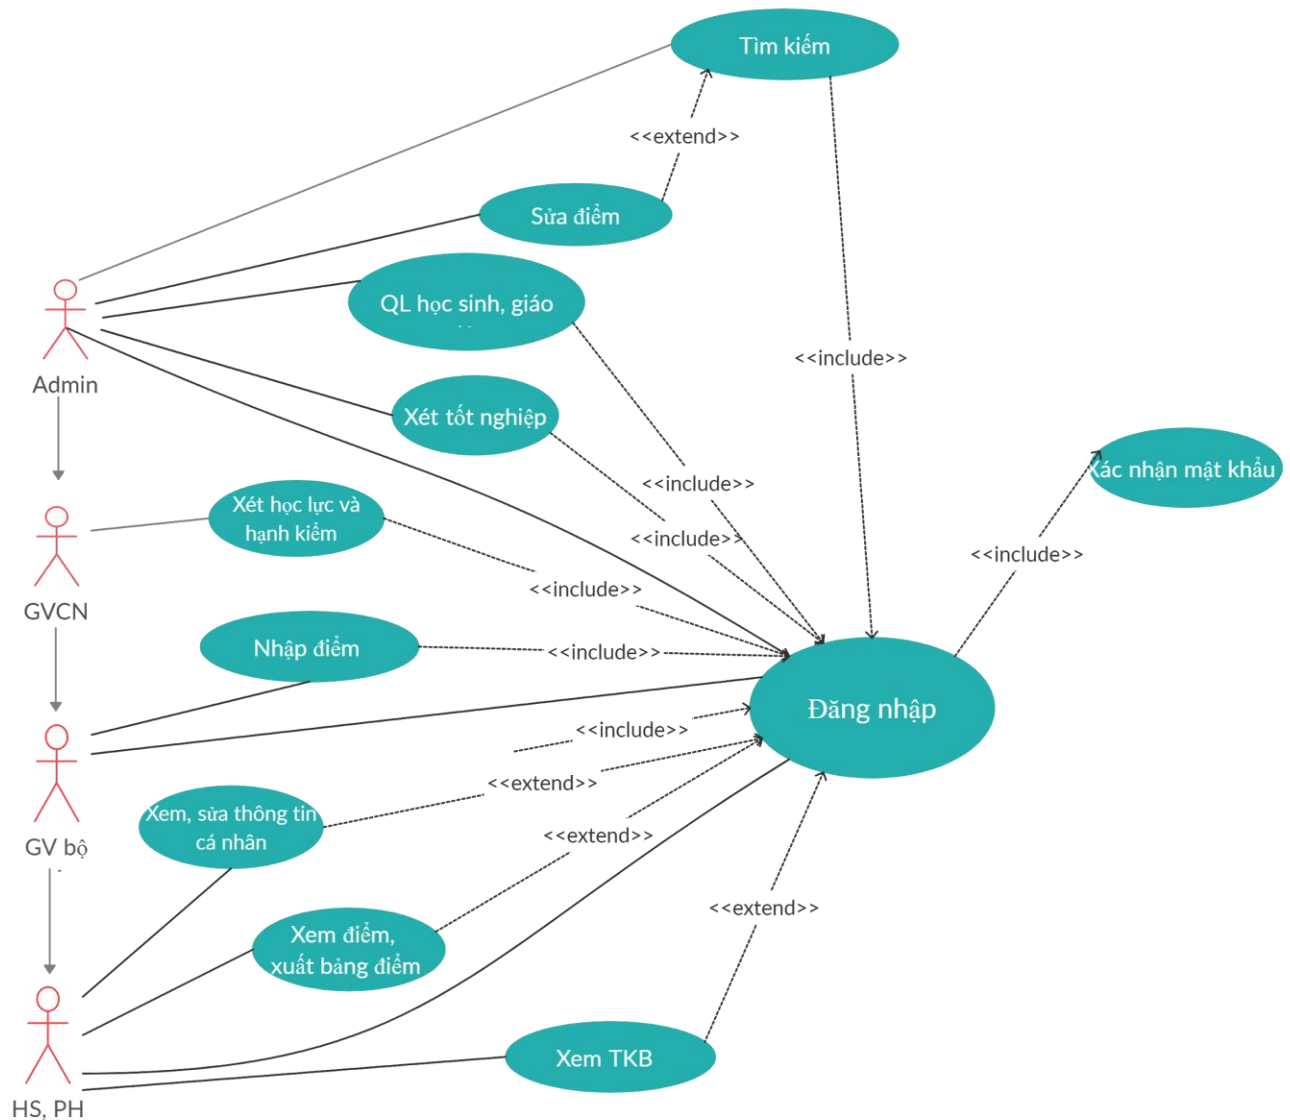 Tìm kiếm
<<extend>>
Sửa điểm
QL học sinh, giáo
<<include>>
Admin
Xét tốt nghiệp
Xác nhận mật khẩu
<<include>>
Xét học lực và
hạnh kiểm
<<include>>
<<include>>
<<include>>
GVCN
Nhập điểm
<<include>>
Đăng nhập
<<include>>
<<extend>>
Xem, sửa thông tin
cá nhân
<<extend>>
GV bộ
<<extend>>
Xem điểm,
xuất bảng điểm
Xem TKB
HS, PH